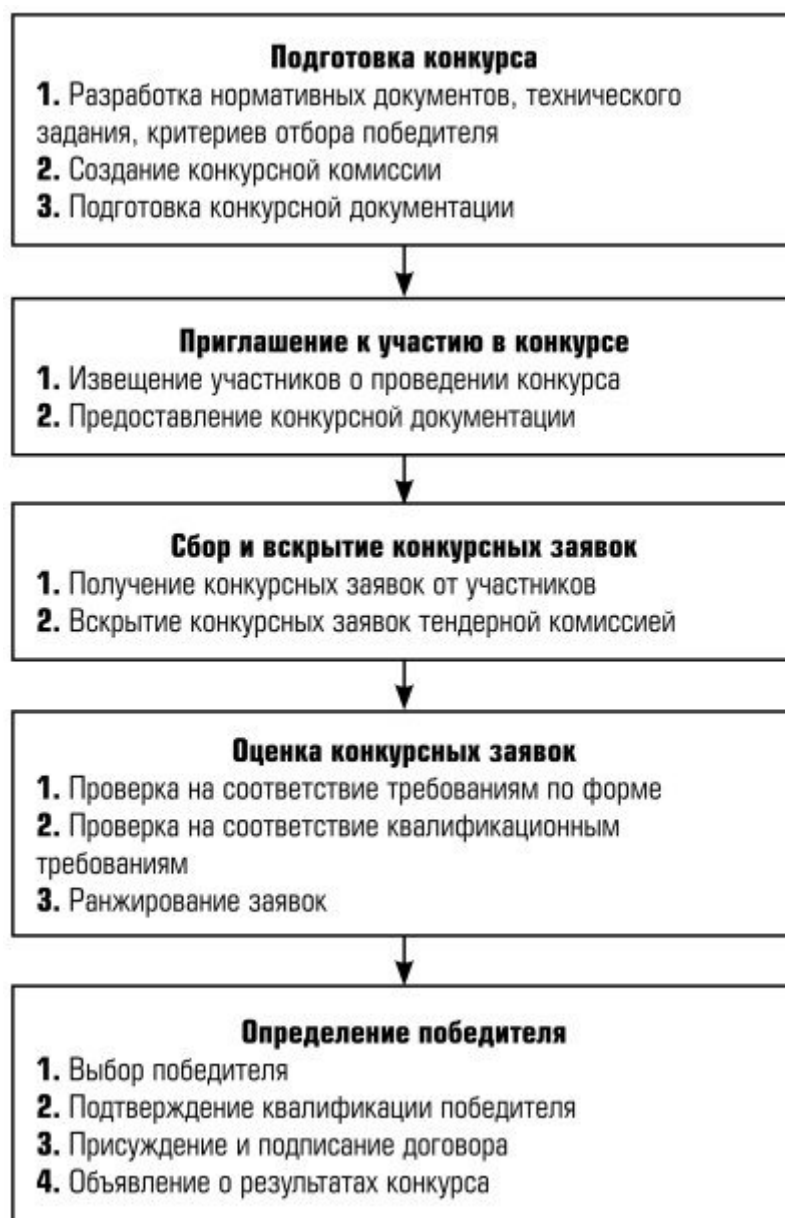 Подготовка конкурса
1. Разработка нормативных документов, технического
задания, критериев отбора победителя
2. Создание конкурсной комиссии
3. Подготовка конкурсной документации
Приглашение к участию в конкурсе
1. Извещение участников о проведении конкурса
2. Предоставление конкурсной документации
Сбор и вскрытие конкурсных заявок
1. Получение конкурсных заявок от участников
2. Вскрытие конкурсных заявок тендерной комиссией
Оценка конкурсных заявок
1. Проверка на соответствие требованиям по форме
2. Проверка на соответствие квалификационным
требованиям
3. Ранжирование заявок
Определение победителя
1. Выбор победителя
2. Подтверждение квалификации победителя
3. Присуждение и подписание договора
4. Объявление о результатах конкурса